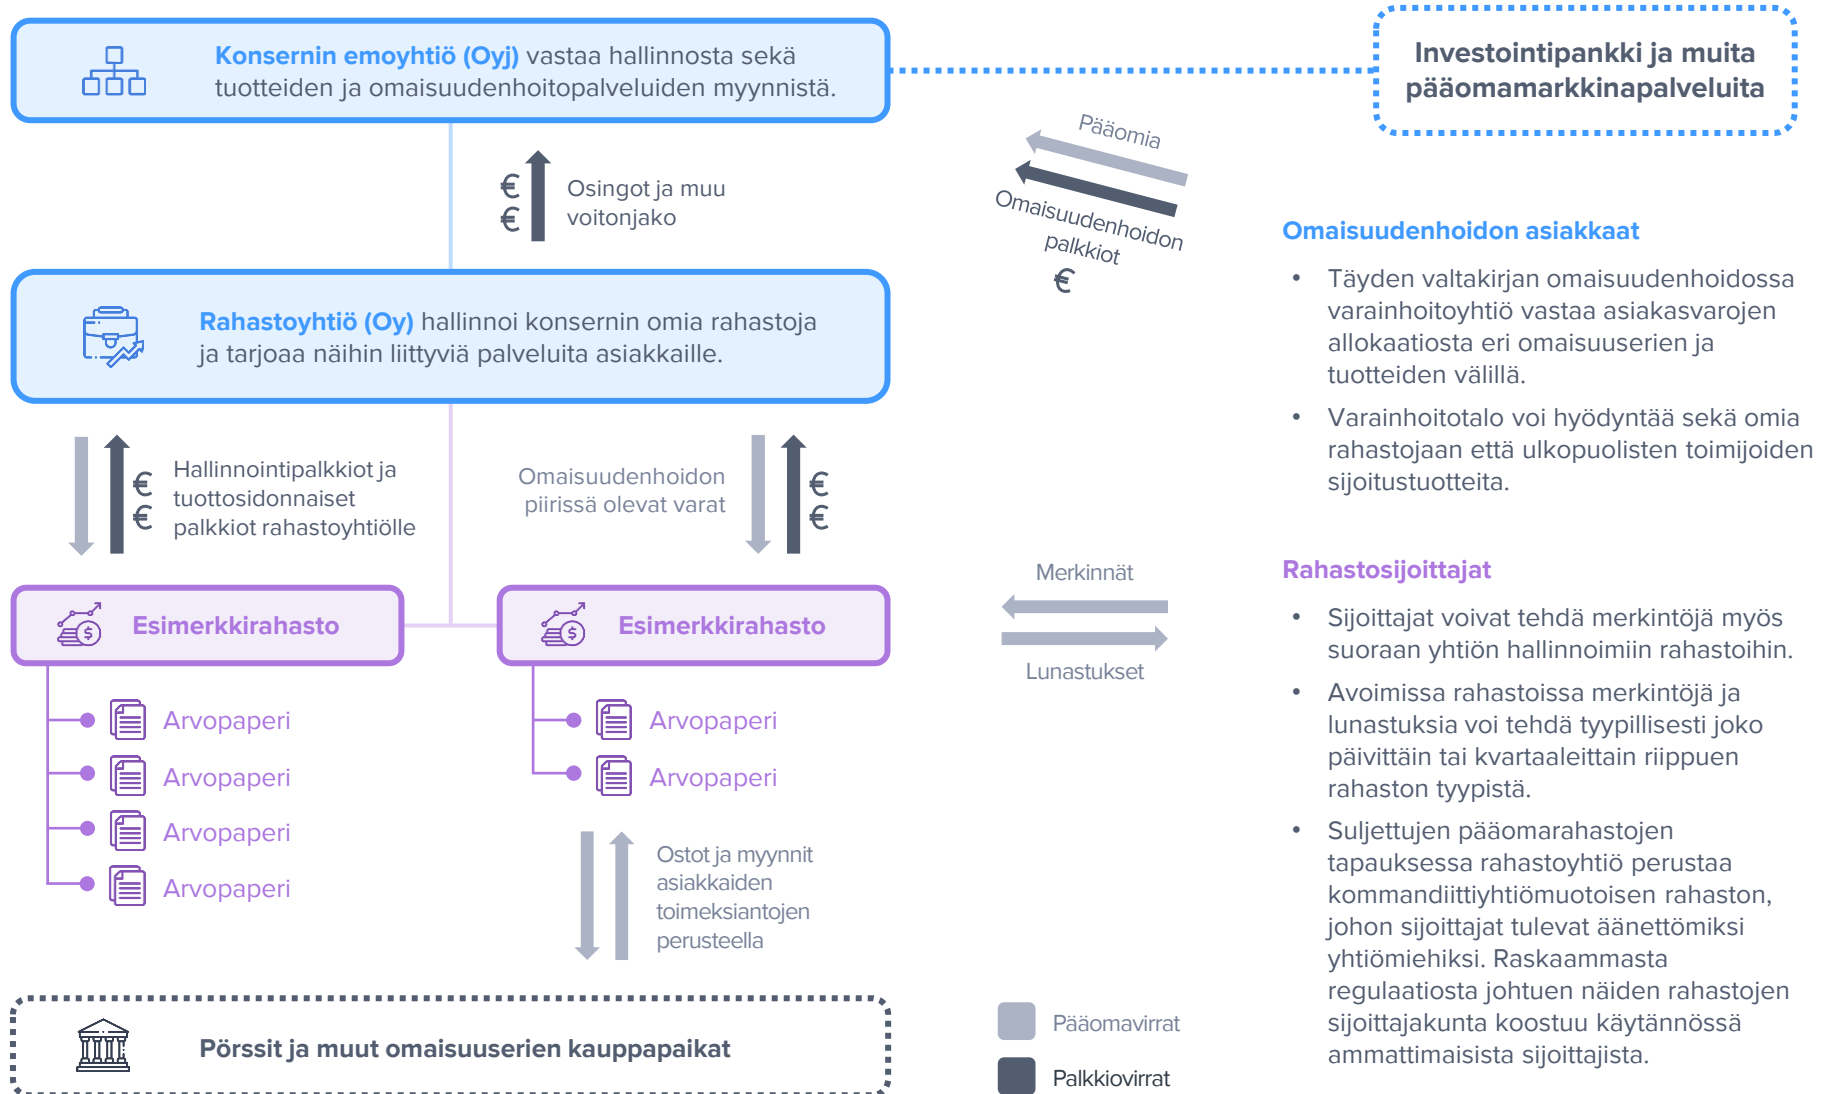 Konsernin emoyhtiö (Oyj) vastaa hallinnosta sekä
tuotteiden ja omaisuudenhoitopalveluiden myynnistä.
Investointipankki ja muita
pääomamarkkinapalveluita
€
€
Osingot ja muu
voitonjako
Pääomia
Omaisuudenhoidon
palkkiot
€
Rahastoyhtiö (Oy) hallinnoi konsernin omia rahastoja
ja tarjoaa näihin liittyviä palveluita asiakkaille.
Omaisuudenhoidon asiakkaat
• Täyden valtakirjan omaisuudenhoidossa
varainhoitoyhtiö vastaa asiakasvarojen
allokaatiosta eri omaisuuserien ja
tuotteiden välillä.
• Varainhoitotalo voi hyödyntää sekä omia
rahastojaan että ulkopuolisten toimijoiden
sijoitustuotteita.
€
€
Hallinnointipalkkiot ja
tuottosidonnaiset
palkkiot rahastoyhtiölle
Omaisuudenhoidon
piirissä olevat varat
€
€
Esimerkkirahasto
Arvopaperi
Arvopaperi
Arvopaperi
Arvopaperi
Esimerkkirahasto
Arvopaperi
Arvopaperi
Merkinnät
Lunastukset
Rahastosijoittajat
• Sijoittajat voivat tehdä merkintöjä myös
suoraan yhtiön hallinnoimiin rahastoihin.
• Avoimissa rahastoissa merkintöjä ja
lunastuksia voi tehdä tyypillisesti joko
päivittäin tai kvartaaleittain riippuen
rahaston tyypistä.
• Suljettujen pääomarahastojen
tapauksessa rahastoyhtiö perustaa
kommandiittiyhtiömuotoisen rahaston,
johon sijoittajat tulevat äänettömiksi
yhtiömiehiksi. Raskaammasta
regulaatiosta johtuen näiden rahastojen
sijoittajakunta koostuu käytännössä
ammattimaisista sijoittajista.
Ostot ja myynnit
asiakkaiden
toimeksiantojen
perusteella
Pörssit ja muut omaisuuserien kauppapaikat
Pääomavirrat
Palkkiovirrat